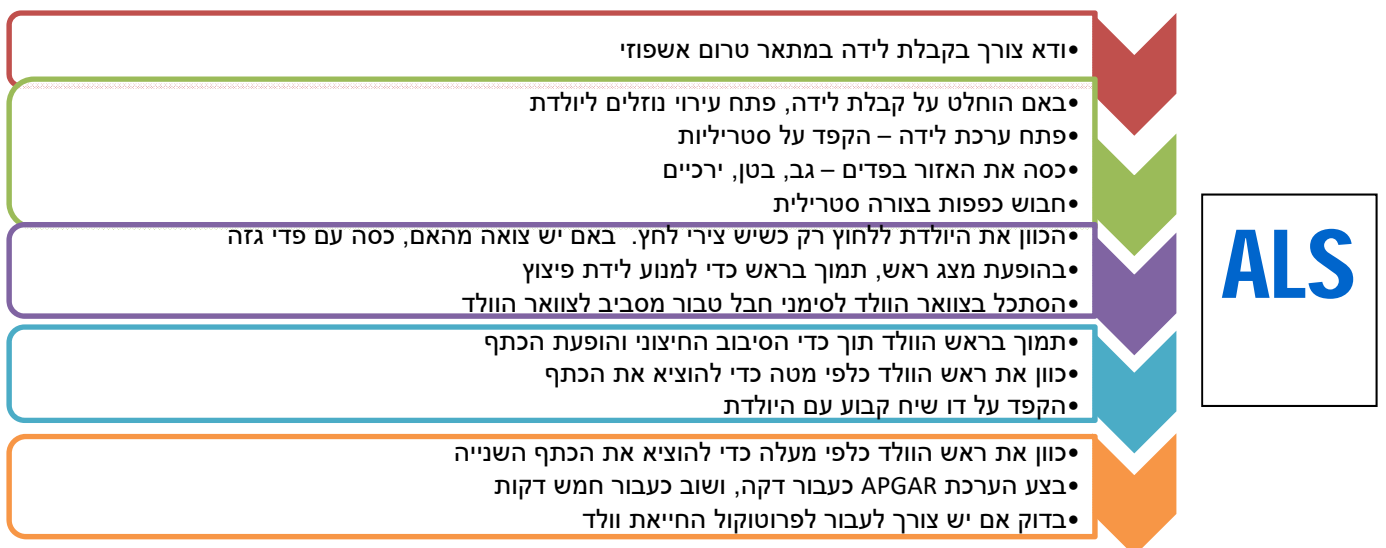 •ודא צורך בקבלת לידה במתאר טרום אשפוזי
•באם הוחלט על קבלת לידה, פתח עירוי נוזלים ליולדת
•פתח ערכת לידה – הקפד על סטריליות
•כסה את האזור בפדים – גב, בטן, ירכיים
•חבוש כפפות בצורה סטרילית
•הכוון את היולדת ללחוץ רק כשיש צירי לחץ. באם יש צואה מהאם, כסה עם פדי גזה
•בהופעת מצג ראש, תמוך בראש כדי למנוע לידת פיצוץ
•הסתכל בצוואר הוולד לסימני חבל טבור מסביב לצוואר הוולד
•תמוך בראש הוולד תוך כדי הסיבוב החיצוני והופעת הכתף
•כוון את ראש הוולד כלפי מטה כדי להוציא את הכתף
•הקפד על דו שיח קבוע עם היולדת
•כוון את ראש הוולד כלפי מעלה כדי להוציא את הכתף השנייה
•בצע הערכת APGAR כעבור דקה, ושוב כעבור חמש דקות
•בדוק אם יש צורך לעבור לפרוטוקול החייאת וולד
ALS